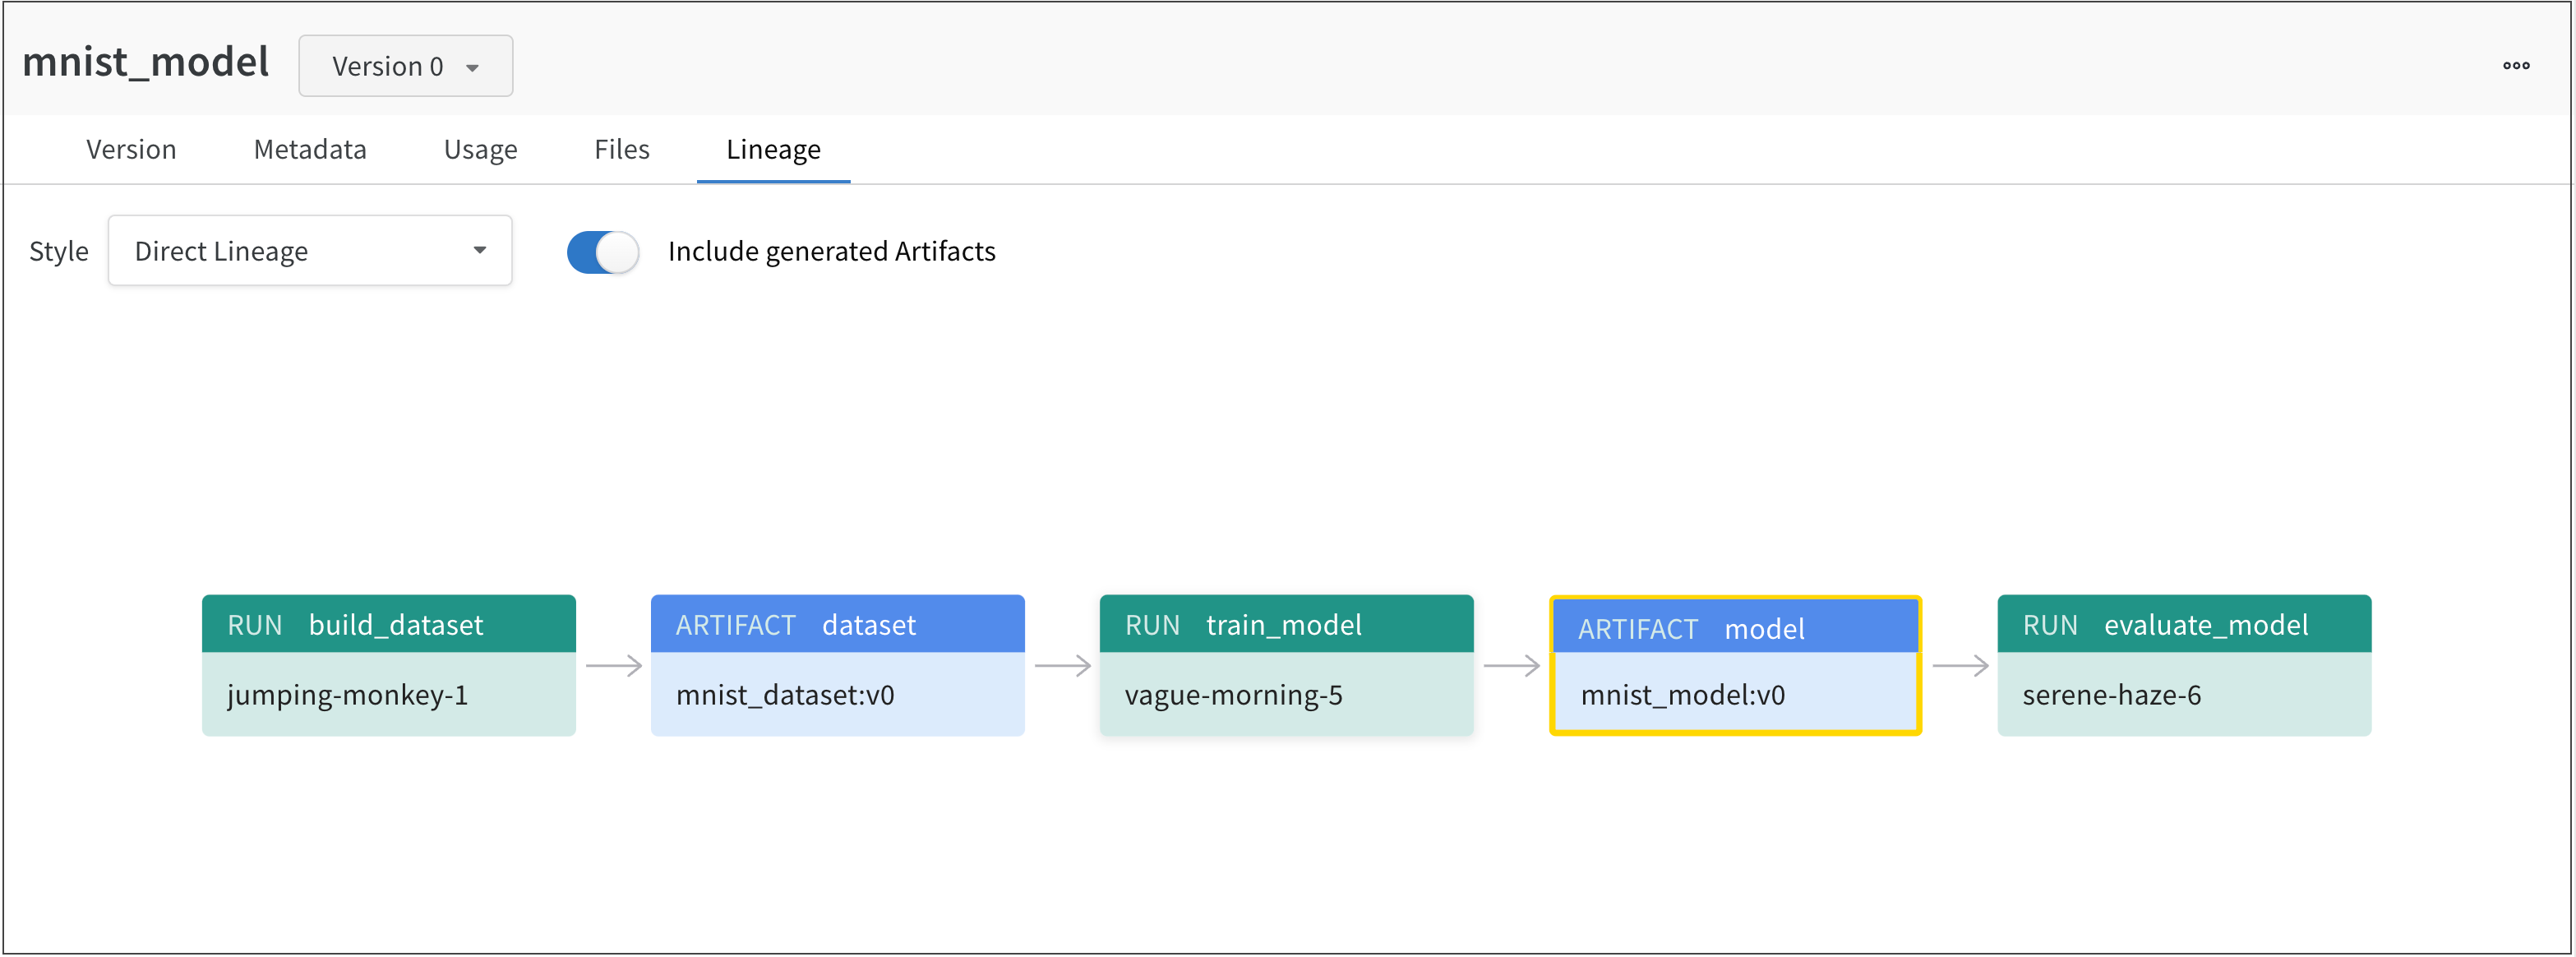 mnist_model Version 0
Version Metadata Usage Files Lineage
Style Direct Lineage Include generated Artifacts
RUN build_dataset
jumping-monkey-1
ARTIFACT dataset
mnist_dataset:v0
RUN train_model
vague-morning-5
ARTIFACT model
mnist_model:v0
RUN evaluate_model
serene-haze-6